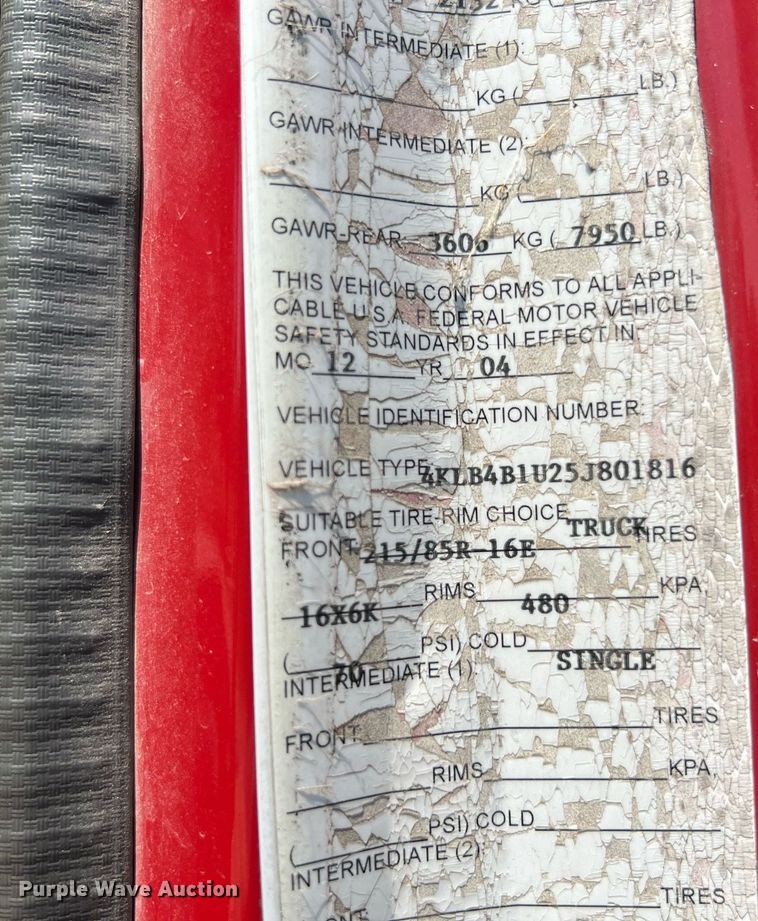 2132 KG (
GAWR INTERMEDIATE (1):
KG ( LB.)
GAWR INTERMEDIATE (2):
KG ( LB.)
GAWR-REAR 3606 KG ( 7950 LB.)
THIS VEHICLE CONFORMS TO ALL APPLI-
CABLE U.S.A. FEDERAL MOTOR VEHICLE
SAFETY STANDARDS IN EFFECT IN
MO 12 YR 04
VEHICLE IDENTIFICATION NUMBER:
VEHICLE TYPE 4KLB4B1U25J801816
SUITABLE TIRE-RIM CHOICE TRUCK
FRONT 215/85R-16E TIRES
16X6K RIMS 480 KPA,
( 70 PSI) COLD SINGLE
INTERMEDIATE (1)
FRONT TIRES
RIMS KPA,
( PSI) COLD
INTERMEDIATE (2):
FRONT TIRES
Purple Wave Auction